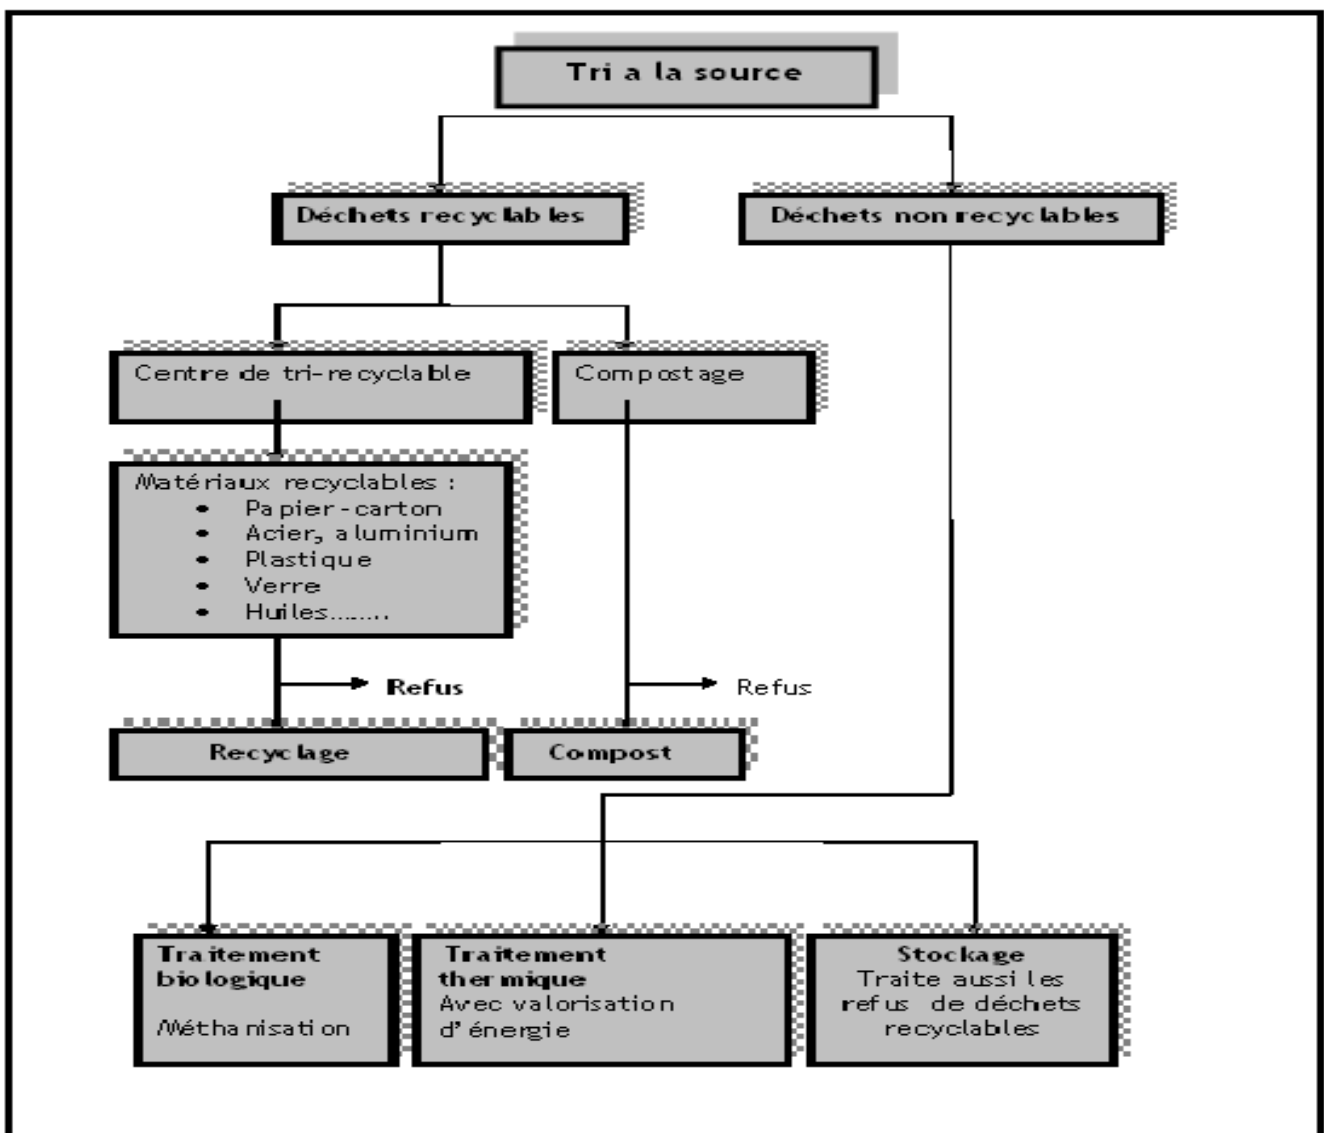 Tri a la source
Déchets recyclables
Déchets non recyclables
Centre de tri-recyclable
Compostage
Matériaux recyclables :
• Papier-carton
• Acier, aluminium
• Plastique
• Verre
• Huiles........
Refus
Refus
Recyclage
Compost
Traitement
biologique
Méthanisation
Traitement
thermique
Avec valorisation
d'énergie
Stockage
Traite aussi les
refus de déchets
recyclables